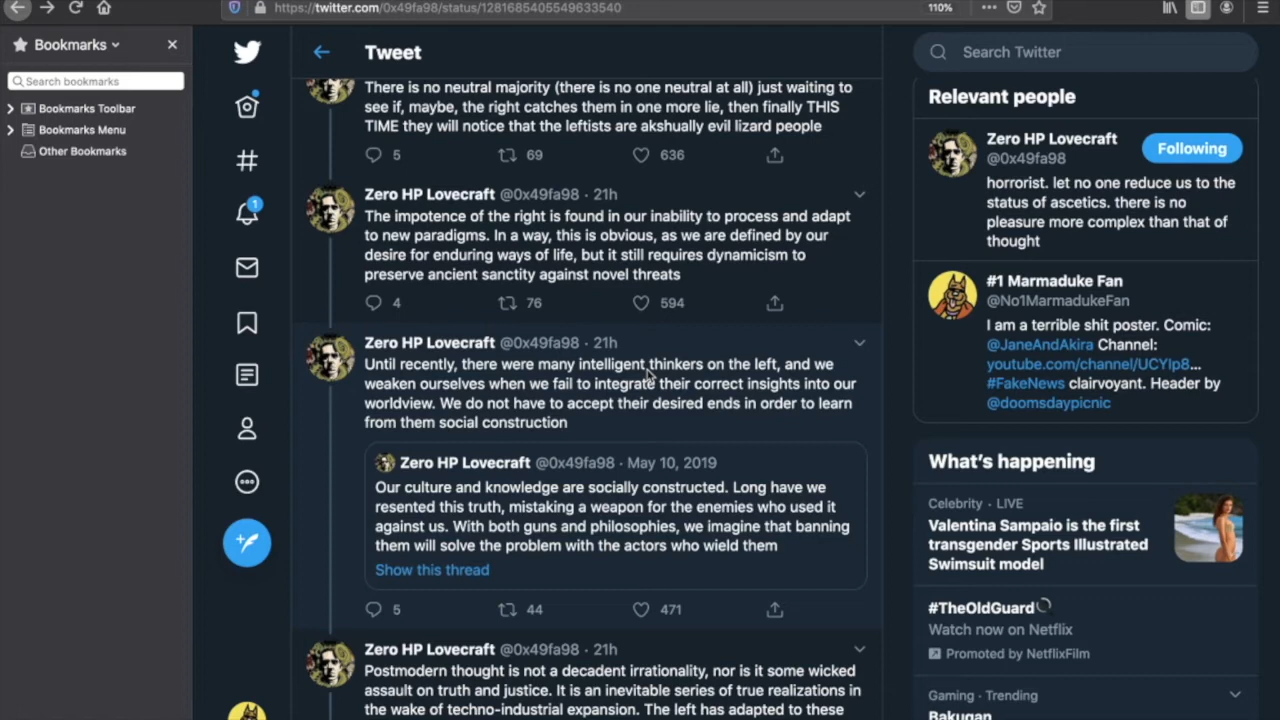 https://twitter.com/0x49fa98/status/1281685405549633540
110%
Bookmarks
Search bookmarks
Bookmarks Toolbar
Bookmarks Menu
Other Bookmarks
1
Tweet
There is no neutral majority (there is no one neutral at all) just waiting to
see if, maybe, the right catches them in one more lie, then finally THIS
TIME they will notice that the leftists are akshually evil lizard people
5 69 636
Zero HP Lovecraft @0x49fa98 · 21h
The impotence of the right is found in our inability to process and adapt
to new paradigms. In a way, this is obvious, as we are defined by our
desire for enduring ways of life, but it still requires dynamicism to
preserve ancient sanctity against novel threats
4 76 594
Zero HP Lovecraft @0x49fa98 · 21h
Until recently, there were many intelligent thinkers on the left, and we
weaken ourselves when we fail to integrate their correct insights into our
worldview. We do not have to accept their desired ends in order to learn
from them social construction
Zero HP Lovecraft @0x49fa98 · May 10, 2019
Our culture and knowledge are socially constructed. Long have we
resented this truth, mistaking a weapon for the enemies who used it
against us. With both guns and philosophies, we imagine that banning
them will solve the problem with the actors who wield them
Show this thread
5 44 471
Zero HP Lovecraft @0x49fa98 · 21h
Postmodern thought is not a decadent irrationality, nor is it some wicked
assault on truth and justice. It is an inevitable series of true realizations in
the wake of techno-industrial expansion. The left has adapted to these
Search Twitter
Relevant people
Zero HP Lovecraft
@0x49fa98
Following
horrorist. let no one reduce us to the
status of ascetics. there is no
pleasure more complex than that of
thought
#1 Marmaduke Fan
@No1MarmadukeFan
I am a terrible shit poster. Comic:
@JaneAndAkira Channel:
youtube.com/channel/UCYIp8...
#FakeNews clairvoyant. Header by
@doomsdaypicnic
What's happening
Celebrity · LIVE
Valentina Sampaio is the first
transgender Sports Illustrated
Swimsuit model
#TheOldGuard
Watch now on Netflix
Promoted by NetflixFilm
Gaming · Trending
Bakugan